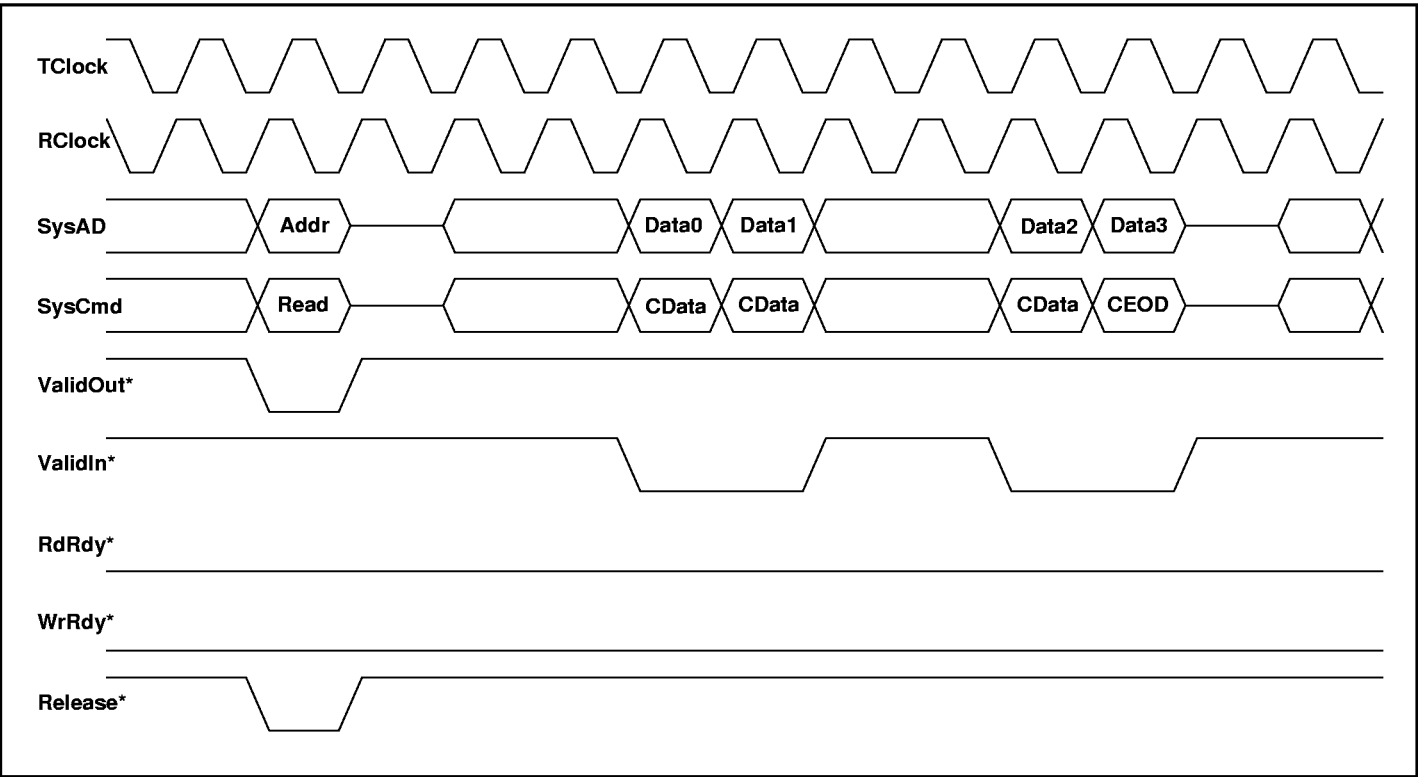 TClock
RClock
SysAD Addr Data0 Data1 Data2 Data3
SysCmd Read CData CData CData CEOD
ValidOut*
ValidIn*
RdRdy*
WrRdy*
Release*